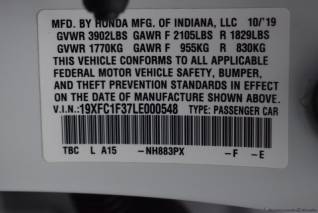 MFD. BY HONDA MFG. OF INDIANA, LLC 10/'19
GVWR 3902LBS GAWR F 2105LBS R 1829LBS
GVWR 1770KG GAWR F 955KG R 830KG
THIS VEHICLE CONFORMS TO ALL APPLICABLE
FEDERAL MOTOR VEHICLE SAFETY, BUMPER,
AND THEFT PREVENTION STANDARDS IN EFFECT
ON THE DATE OF MANUFACTURE SHOWN ABOVE.
V.I.N.: 19XFC1F37LE000548 TYPE: PASSENGER CAR
TBC L A15 -NH883PX -F -E